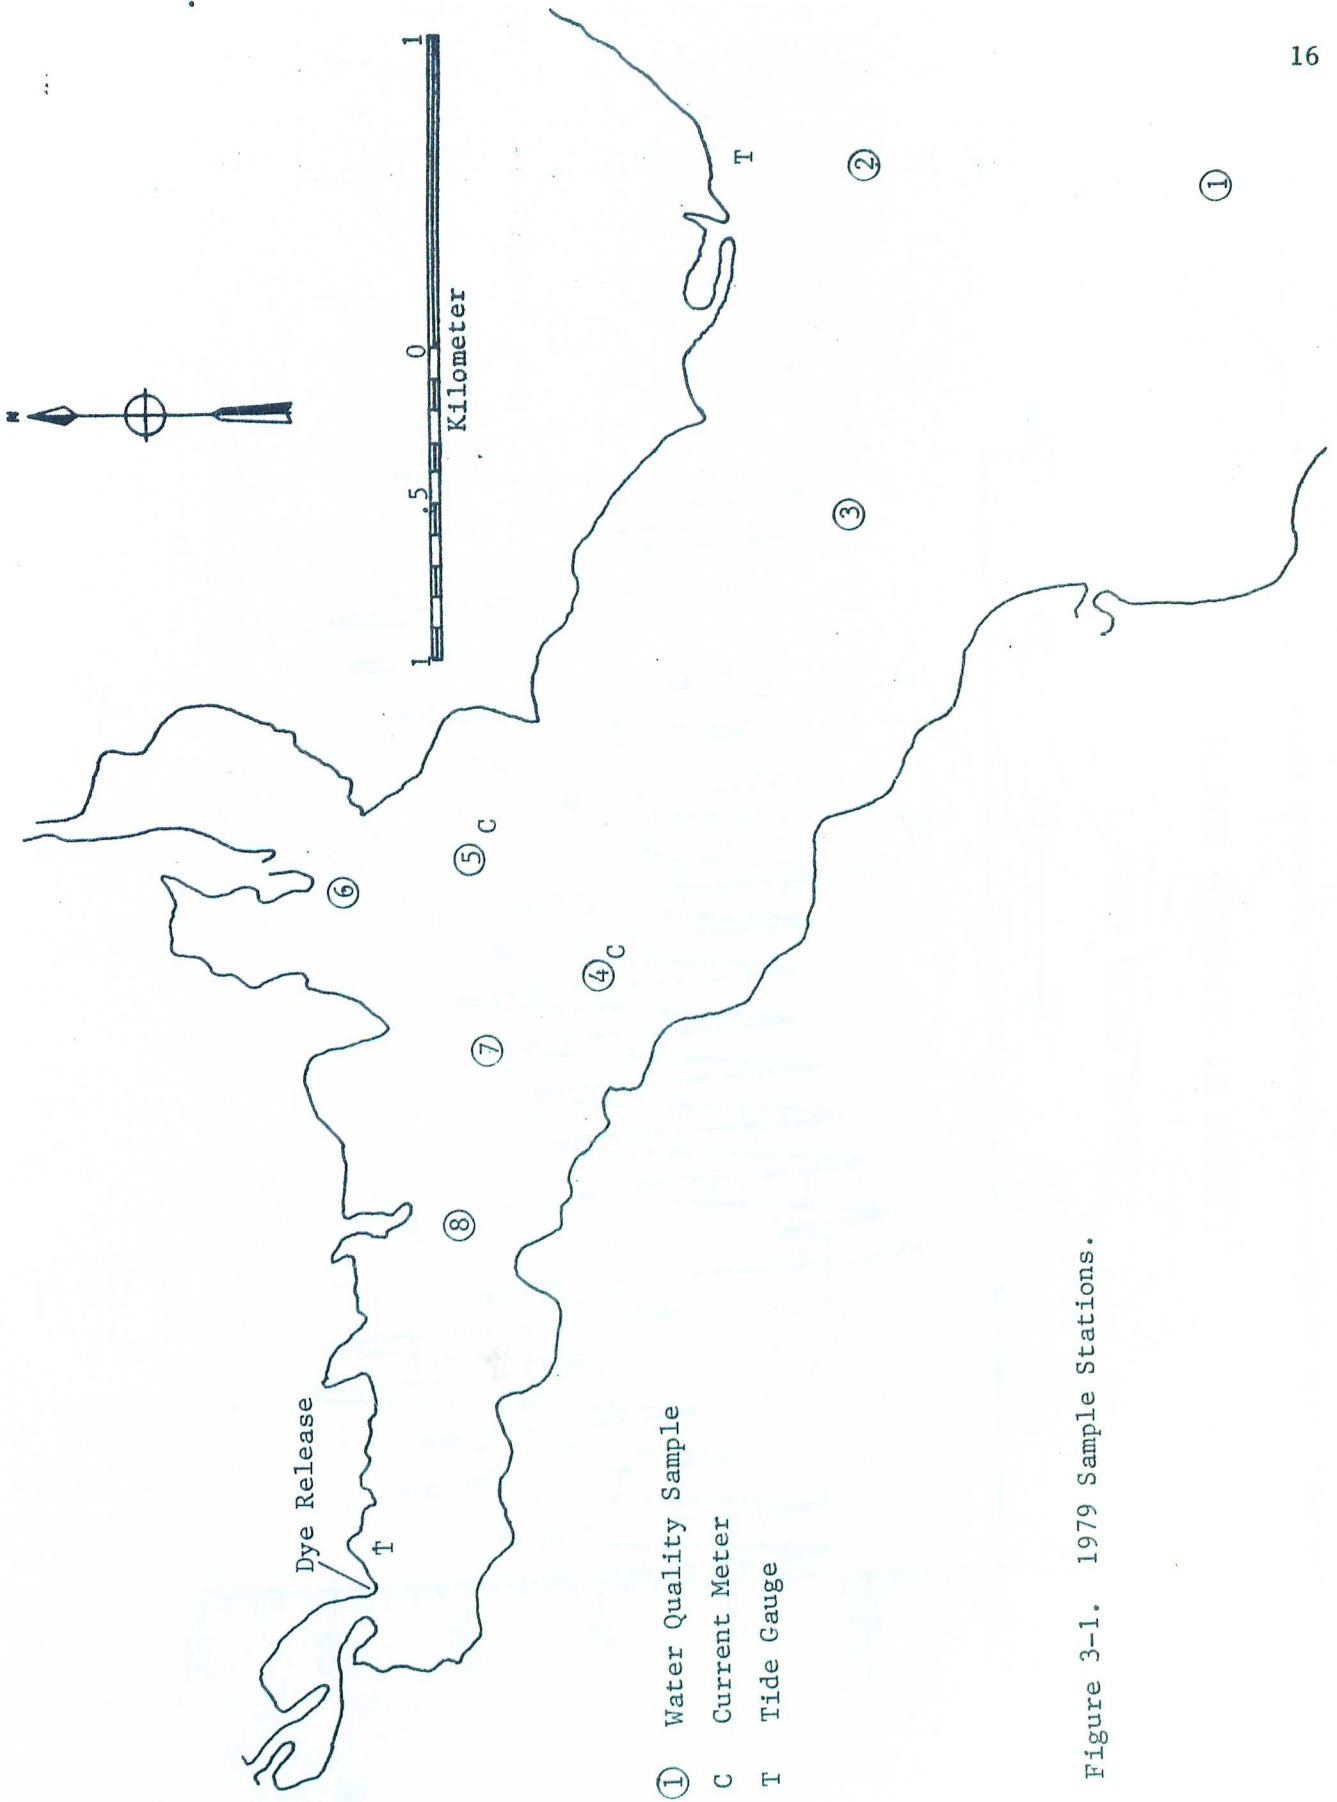 16
N
1
.5
0
1
Kilometer
T
2
1
3
5 C
6
4 C
7
8
Dye Release
T
1 Water Quality Sample
C Current Meter
T Tide Gauge
Figure 3-1. 1979 Sample Stations.